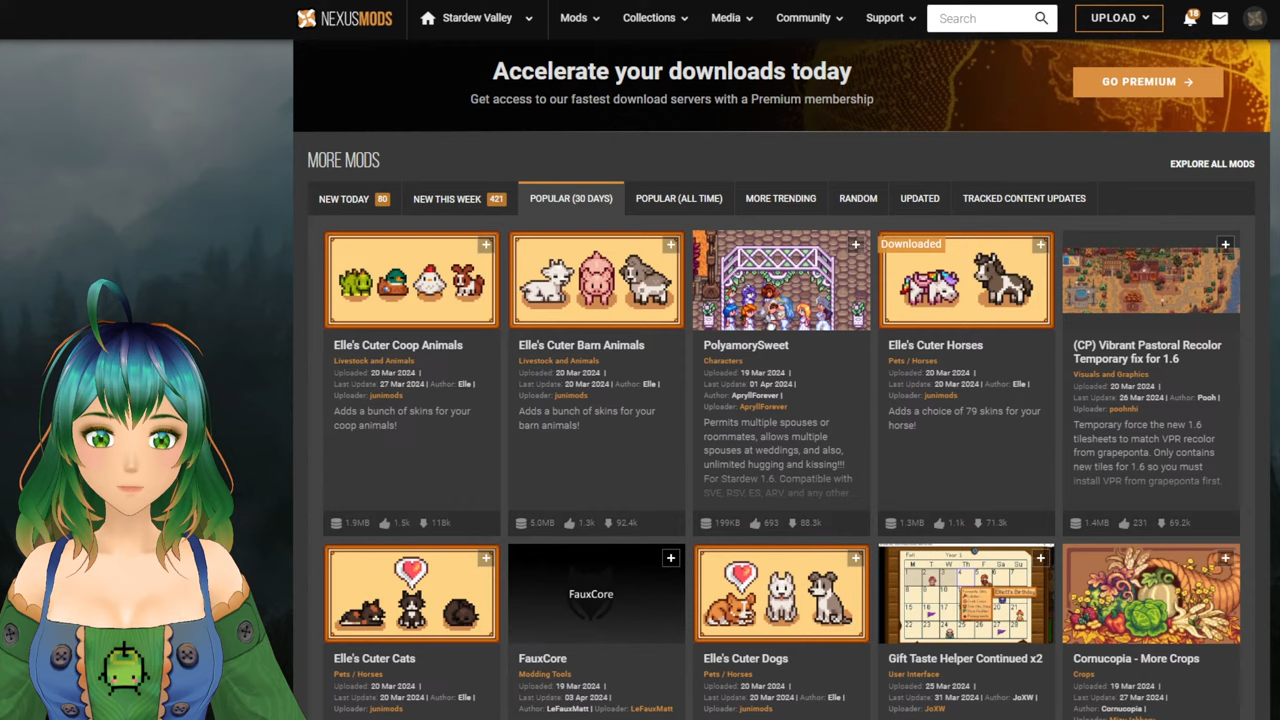 NEXUSMODS
Stardew Valley
Mods
Collections
Media
Community
Support
Search
UPLOAD
18
Accelerate your downloads today
Get access to our fastest download servers with a Premium membership
GO PREMIUM
MORE MODS
EXPLORE ALL MODS
NEW TODAY 80
NEW THIS WEEK 421
POPULAR (30 DAYS)
POPULAR (ALL TIME)
MORE TRENDING
RANDOM
UPDATED
TRACKED CONTENT UPDATES
Elle's Cuter Coop Animals
Livestock and Animals
Uploaded: 20 Mar 2024 |
Last Update: 27 Mar 2024 | Author: Elle |
Uploader: junimods
Adds a bunch of skins for your
coop animals!
1.9MB 1.5k 118k
Elle's Cuter Barn Animals
Livestock and Animals
Uploaded: 20 Mar 2024 |
Last Update: 20 Mar 2024 | Author: Elle |
Uploader: junimods
Adds a bunch of skins for your
barn animals!
5.0MB 1.3k 92.4k
PolyamorySweet
Characters
Uploaded: 19 Mar 2024 |
Last Update: 01 Apr 2024 |
Author: ApryllForever |
Uploader: ApryllForever
Permits multiple spouses or
roommates, allows multiple
spouses at weddings, and also,
unlimited hugging and kissing!!!
For Stardew 1.6. Compatible with
SVE, RSV, ES, ARV, and any other...
199KB 693 88.3k
Downloaded
Elle's Cuter Horses
Pets / Horses
Uploaded: 20 Mar 2024 |
Last Update: 20 Mar 2024 | Author: Elle |
Uploader: junimods
Adds a choice of 79 skins for your
horse!
1.3MB 1.1k 71.3k
(CP) Vibrant Pastoral Recolor
Temporary fix for 1.6
Visuals and Graphics
Uploaded: 20 Mar 2024 |
Last Update: 26 Mar 2024 | Author: Pooh |
Uploader: poohnhi
Temporary force the new 1.6
tilesheets to match VPR recolor
from grapeponta. Only contains
new tiles for 1.6 so you must
install VPR from grapeponta first.
1.4MB 231 69.2k
Elle's Cuter Cats
Pets / Horses
Uploaded: 20 Mar 2024 |
Last Update: 20 Mar 2024 | Author: Elle |
Uploader: junimods
FauxCore
FauxCore
Modding Tools
Uploaded: 19 Mar 2024 |
Last Update: 03 Apr 2024 |
Author: LeFauxMatt | Uploader: LeFauxMatt
Elle's Cuter Dogs
Pets / Horses
Uploaded: 20 Mar 2024 |
Last Update: 20 Mar 2024 | Author: Elle |
Uploader: junimods
Fall Year 1
Gift Taste Helper Continued x2
User Interface
Uploaded: 25 Mar 2024 |
Last Update: 31 Mar 2024 | Author: JoXW |
Uploader: JoXW
Cornucopia - More Crops
Crops
Uploaded: 19 Mar 2024 |
Last Update: 27 Mar 2024 |
Author: Cornucopia |